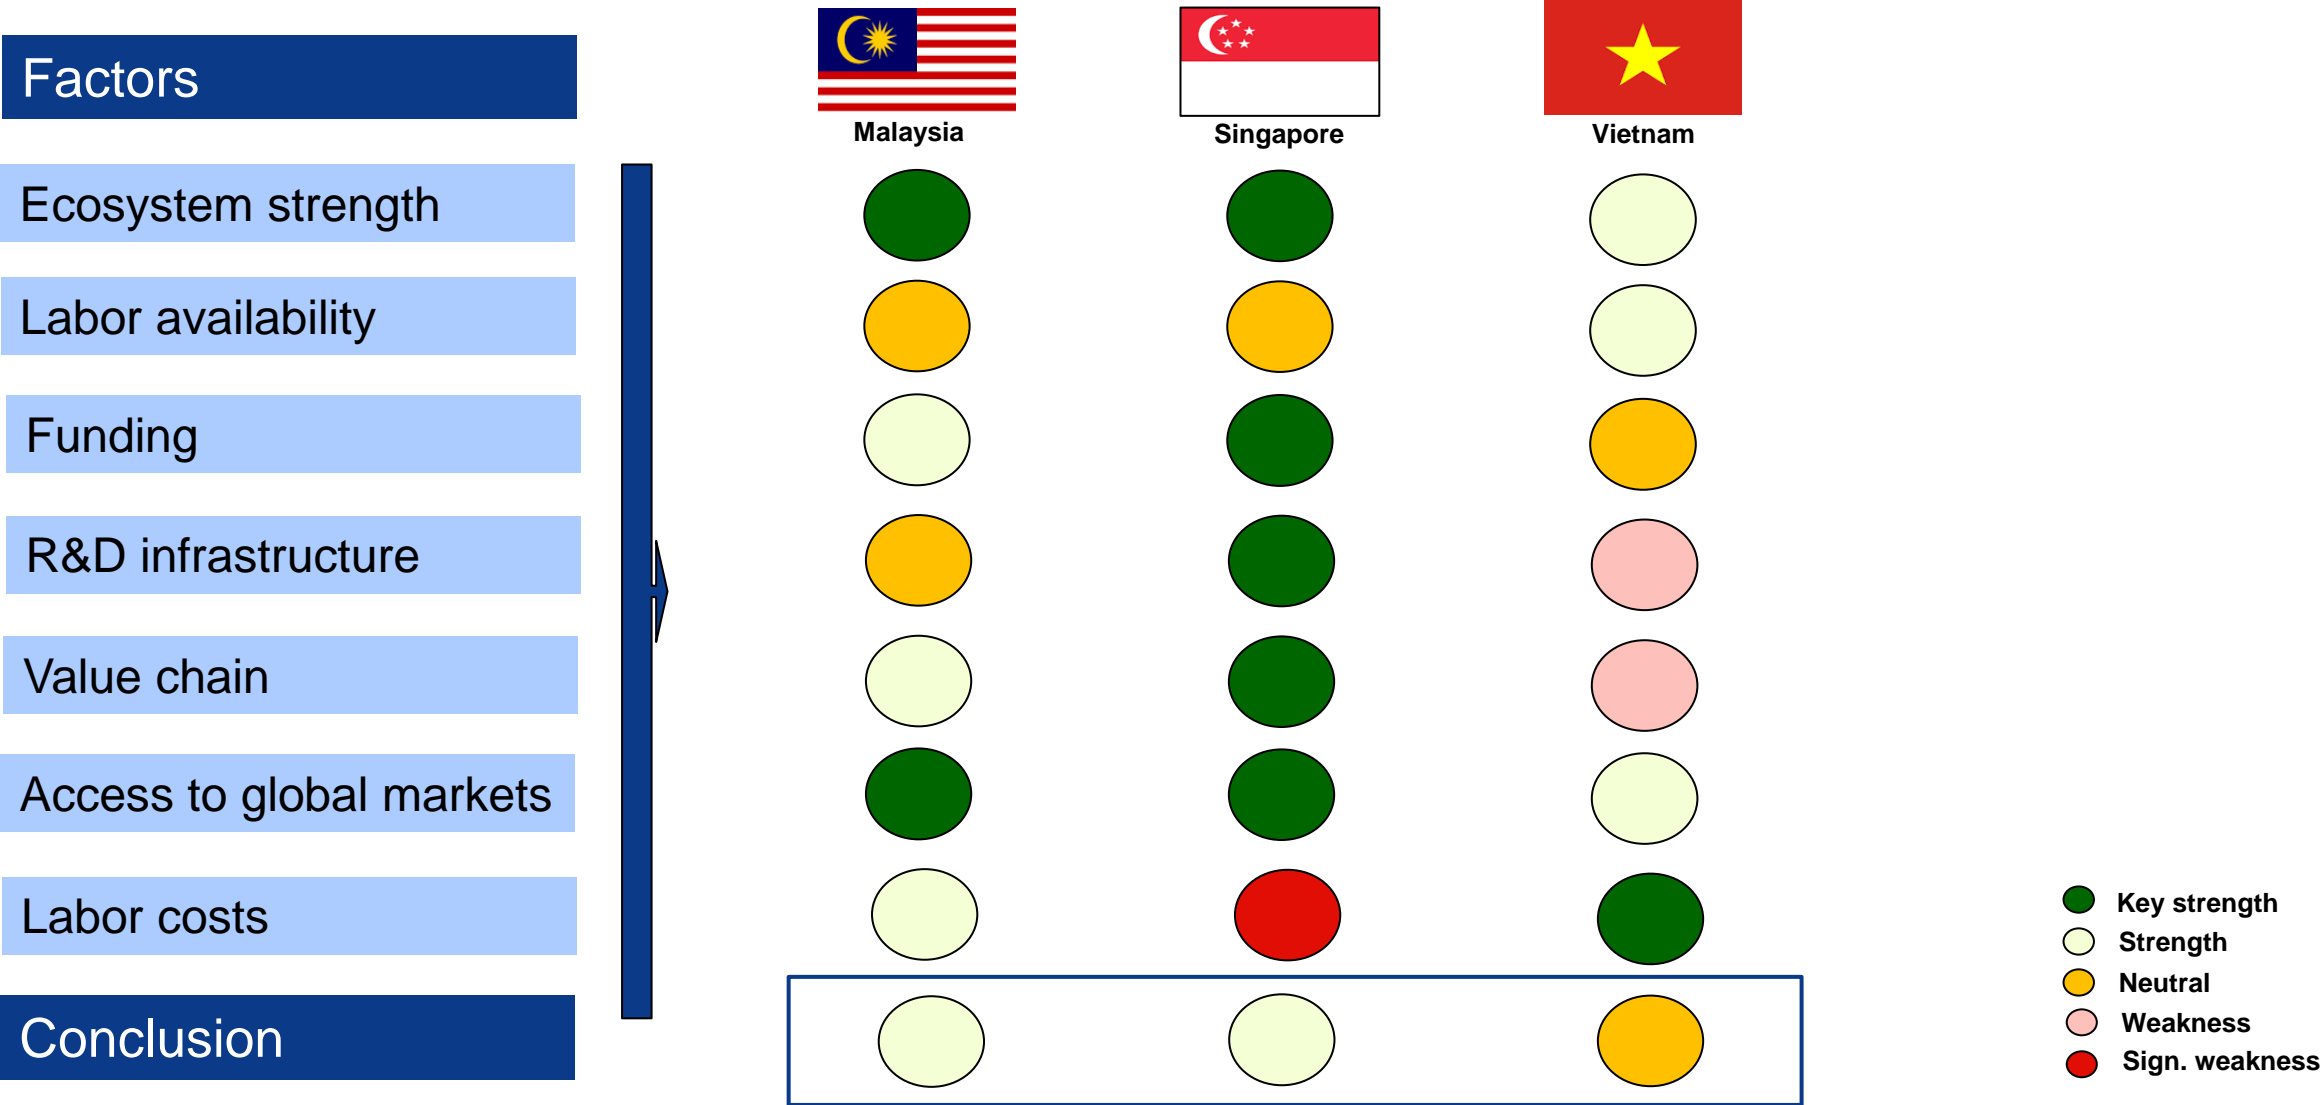 Factors
Malaysia
Singapore
Vietnam
Ecosystem strength
Labor availability
Funding
R&D infrastructure
Value chain
Access to global markets
Labor costs
Conclusion
Key strength
Strength
Neutral
Weakness
Sign. weakness